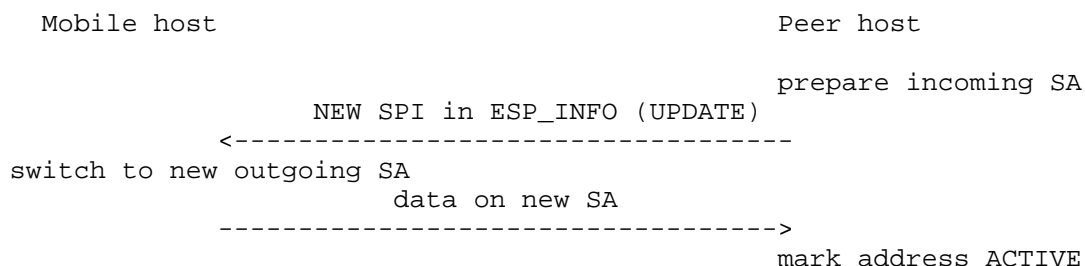 Mobile host                                   Peer host
prepare incoming SA
NEW SPI in ESP_INFO (UPDATE)
<-----------------------------------
switch to new outgoing SA
data on new SA
----------------------------------->
mark address ACTIVE